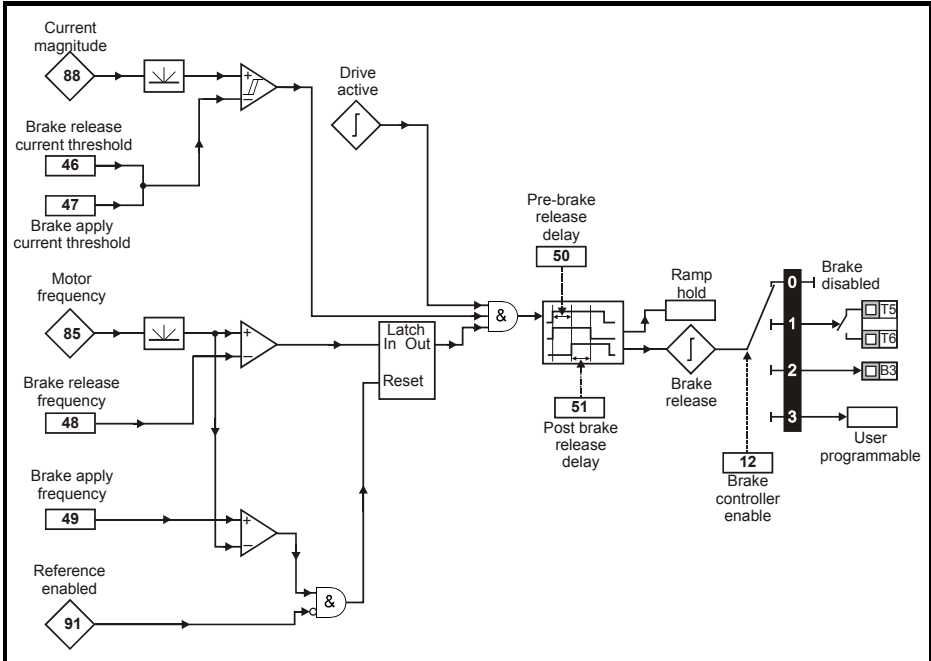 Current
magnitude
88
Brake release
current threshold
46
47
Brake apply
current threshold
Drive
active
Motor
frequency
85
Brake release
frequency
48
Brake apply
frequency
49
Reference
enabled
91
&
Latch
In Out
Reset
&
Pre-brake
release
delay
50
51
Post brake
release
delay
Ramp
hold
Brake
release
12
Brake
controller
enable
0
Brake
disabled
1
T5
T6
2
B3
3
User
programmable